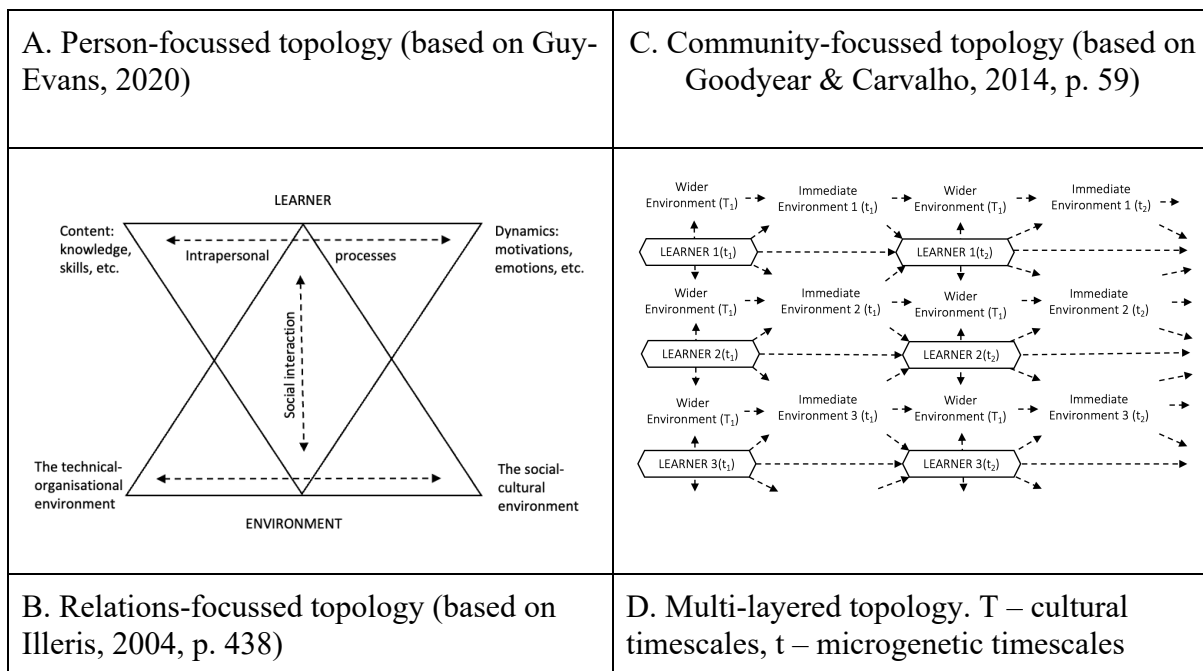 A. Person-focussed topology (based on Guy-
Evans, 2020)
C. Community-focussed topology (based on
Goodyear & Carvalho, 2014, p. 59)
LEARNER
Content:
knowledge,
skills, etc.
Intrapersonal processes
Dynamics:
motivations,
emotions, etc.
Social interaction
The technical-
organisational
environment
The social-
cultural
environment
ENVIRONMENT
Wider
Environment (T₁)
Immediate
Environment 1 (t₁)
Wider
Environment (T₁)
Immediate
Environment 1 (t₂)
LEARNER 1(t₁)
LEARNER 1(t₂)
Wider
Environment (T₁)
Immediate
Environment 2 (t₁)
Wider
Environment (T₁)
Immediate
Environment 2 (t₂)
LEARNER 2(t₁)
LEARNER 2(t₂)
Wider
Environment (T₁)
Immediate
Environment 3 (t₁)
Wider
Environment (T₁)
Immediate
Environment 3 (t₂)
LEARNER 3(t₁)
LEARNER 3(t₂)
B. Relations-focussed topology (based on
Illeris, 2004, p. 438)
D. Multi-layered topology. T – cultural
timescales, t – microgenetic timescales